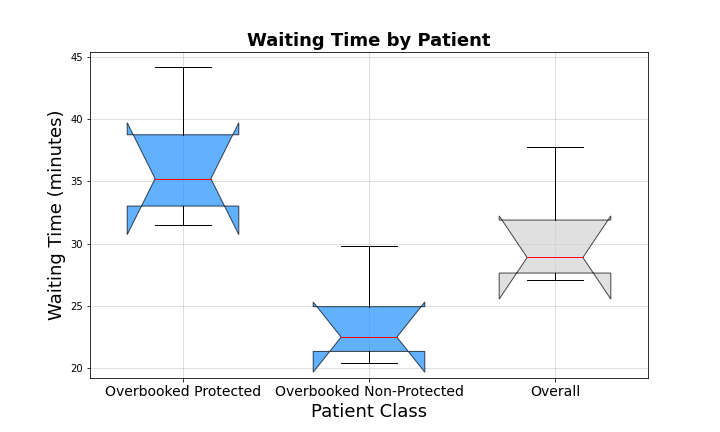 Waiting Time by Patient
Waiting Time (minutes)
45
40
35
30
25
20
Overbooked Protected
Overbooked Non-Protected
Overall
Patient Class